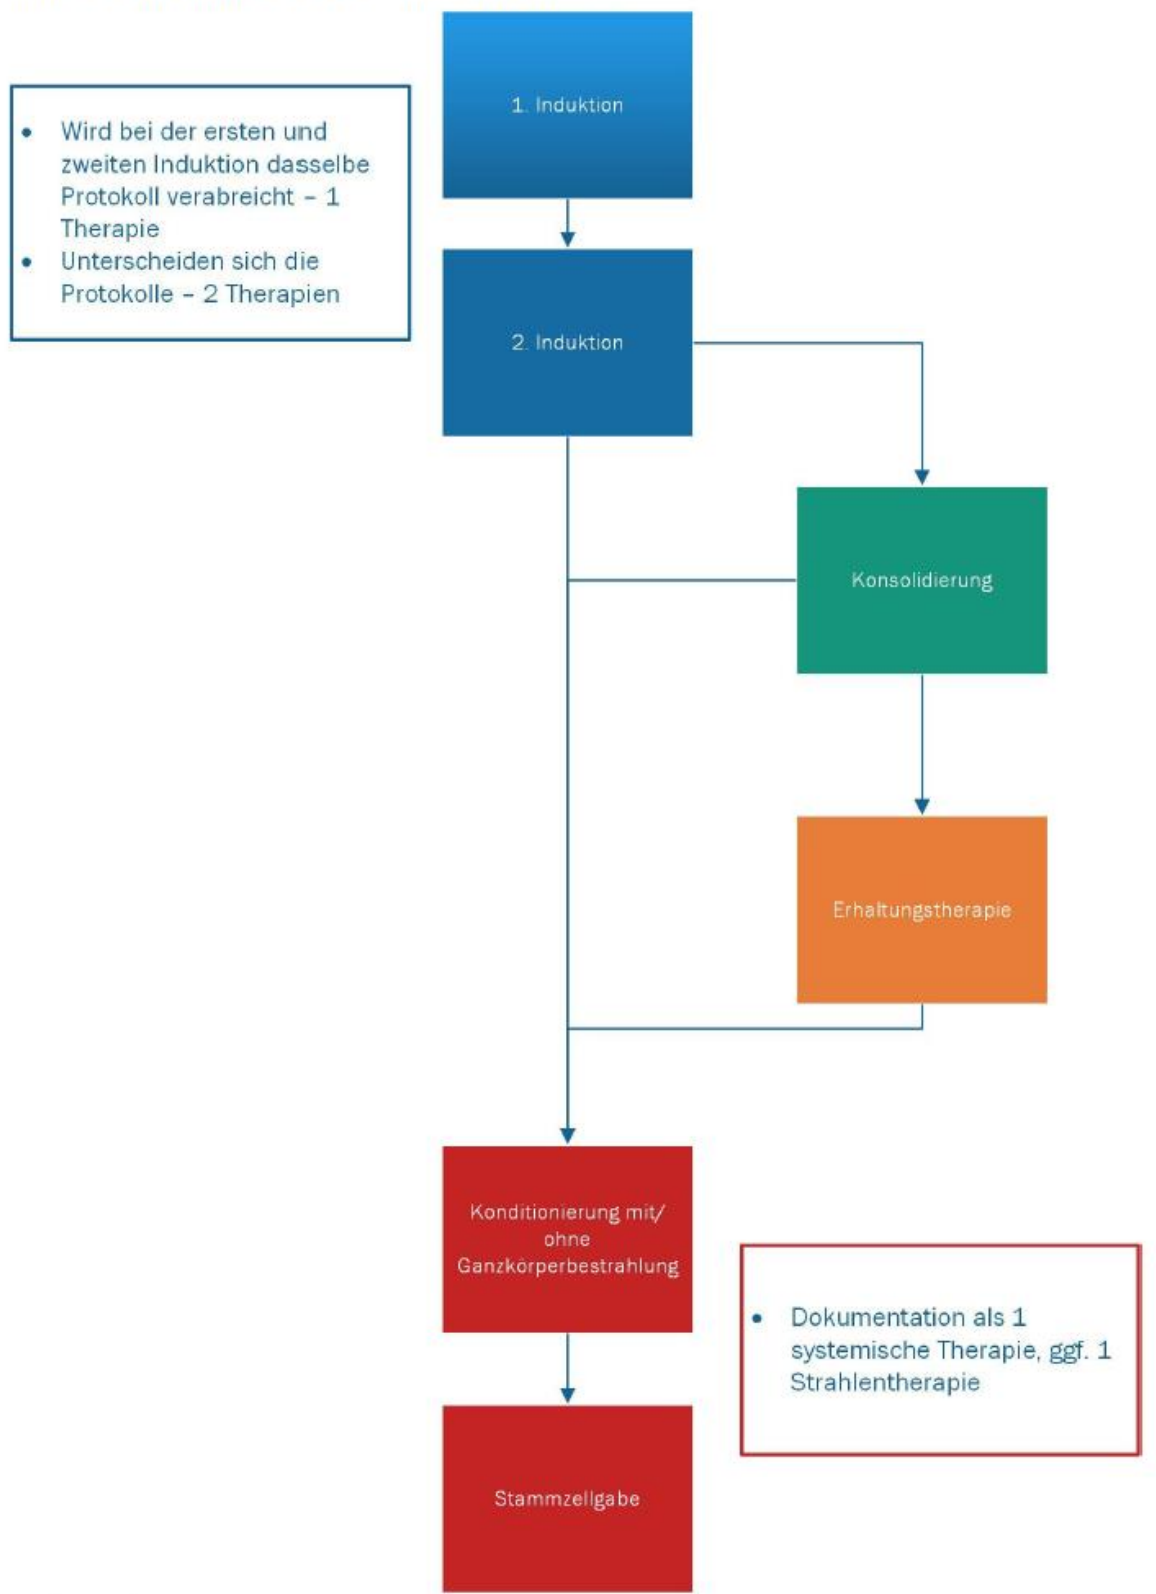 1. Induktion
• Wird bei der ersten und
zweiten Induktion dasselbe
Protokoll verabreicht – 1
Therapie
• Unterscheiden sich die
Protokolle – 2 Therapien
2. Induktion
Konsolidierung
Erhaltungstherapie
Konditionierung mit/
ohne
Ganzkörperbestrahlung
• Dokumentation als 1
systemische Therapie, ggf. 1
Strahlentherapie
Stammzellgabe